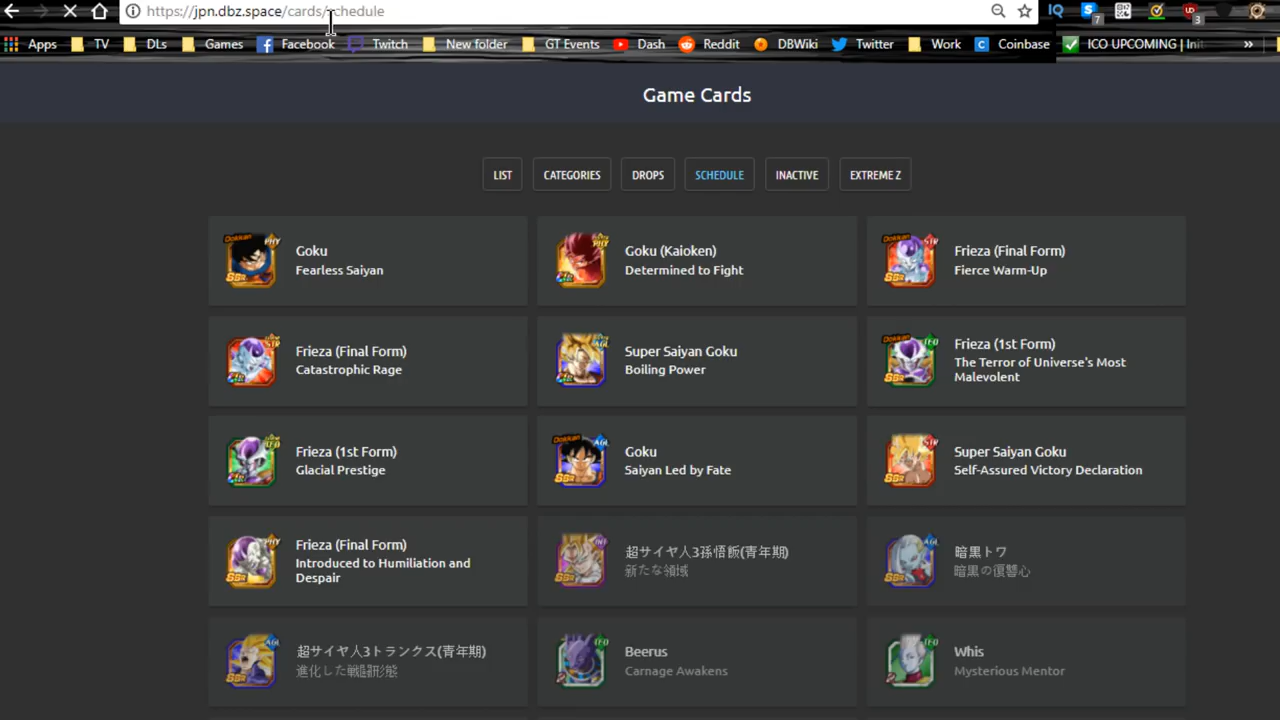 https://jpn.dbz.space/cards/schedule
7
3
Apps TV DLs Games Facebook Twitch New folder GT Events Dash Reddit DBWiki Twitter Work Coinbase ICO UPCOMING | Init »
Game Cards
LIST CATEGORIES DROPS SCHEDULE INACTIVE EXTREME Z
Goku
Fearless Saiyan
Goku (Kaioken)
Determined to Fight
Frieza (Final Form)
Fierce Warm-Up
Frieza (Final Form)
Catastrophic Rage
Super Saiyan Goku
Boiling Power
Frieza (1st Form)
The Terror of Universe's Most
Malevolent
Frieza (1st Form)
Glacial Prestige
Goku
Saiyan Led by Fate
Super Saiyan Goku
Self-Assured Victory Declaration
Frieza (Final Form)
Introduced to Humiliation and
Despair
超サイヤ人3孫悟飯(青年期)
新たな領域
暗黒トワ
暗黒の復讐心
超サイヤ人3トランクス(青年期)
進化した戦闘形態
Beerus
Carnage Awakens
Whis
Mysterious Mentor